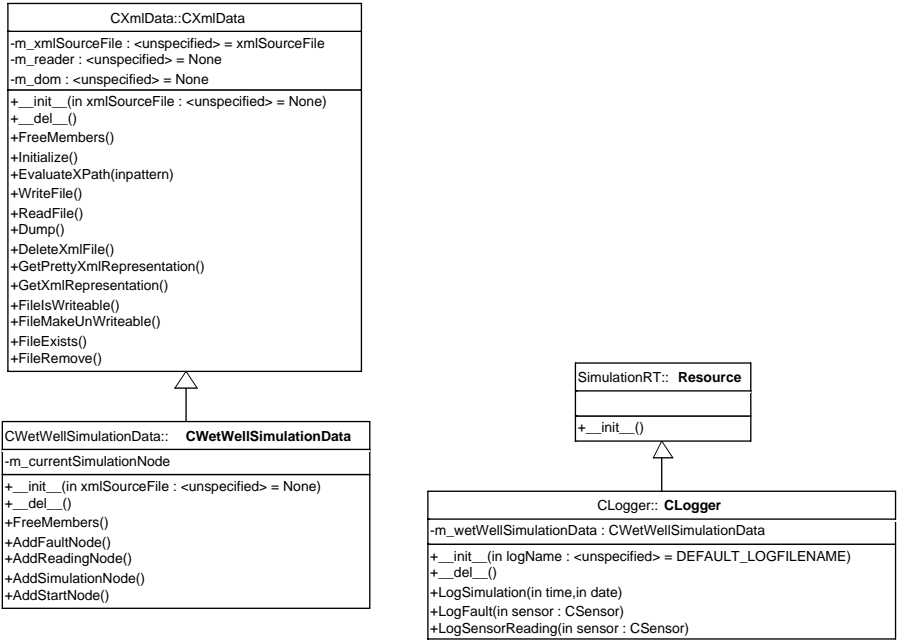 CXmlData::CXmlData
-m_xmlSourceFile : <unspecified> = xmlSourceFile
-m_reader : <unspecified> = None
-m_dom : <unspecified> = None
+__init__(in xmlSourceFile : <unspecified> = None)
+__del__()
+FreeMembers()
+Initialize()
+EvaluateXPath(inpattern)
+WriteFile()
+ReadFile()
+Dump()
+DeleteXmlFile()
+GetPrettyXmlRepresentation()
+GetXmlRepresentation()
+FileIsWriteable()
+FileMakeUnWriteable()
+FileExists()
+FileRemove()
CWetWellSimulationData:: CWetWellSimulationData
-m_currentSimulationNode
+__init__(in xmlSourceFile : <unspecified> = None)
+__del__()
+FreeMembers()
+AddFaultNode()
+AddReadingNode()
+AddSimulationNode()
+AddStartNode()
SimulationRT:: Resource
+__init__()
CLogger:: CLogger
-m_wetWellSimulationData : CWetWellSimulationData
+__init__(in logName : <unspecified> = DEFAULT_LOGFILENAME)
+__del__()
+LogSimulation(in time,in date)
+LogFault(in sensor : CSensor)
+LogSensorReading(in sensor : CSensor)